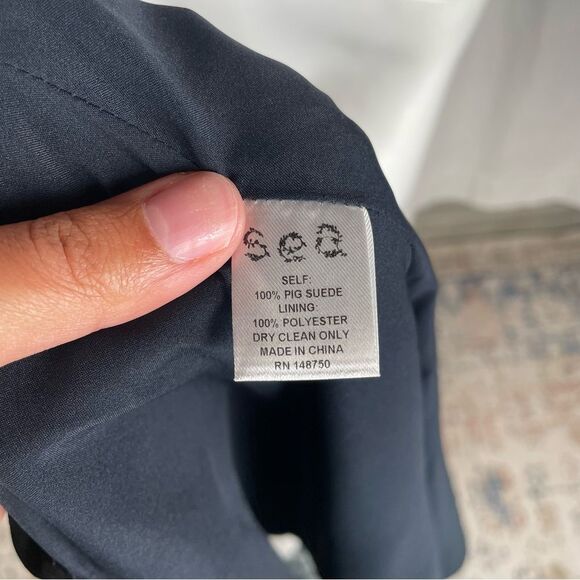 sea
SELF:
100% PIG SUEDE
LINING:
100% POLYESTER
DRY CLEAN ONLY
MADE IN CHINA
RN 148750